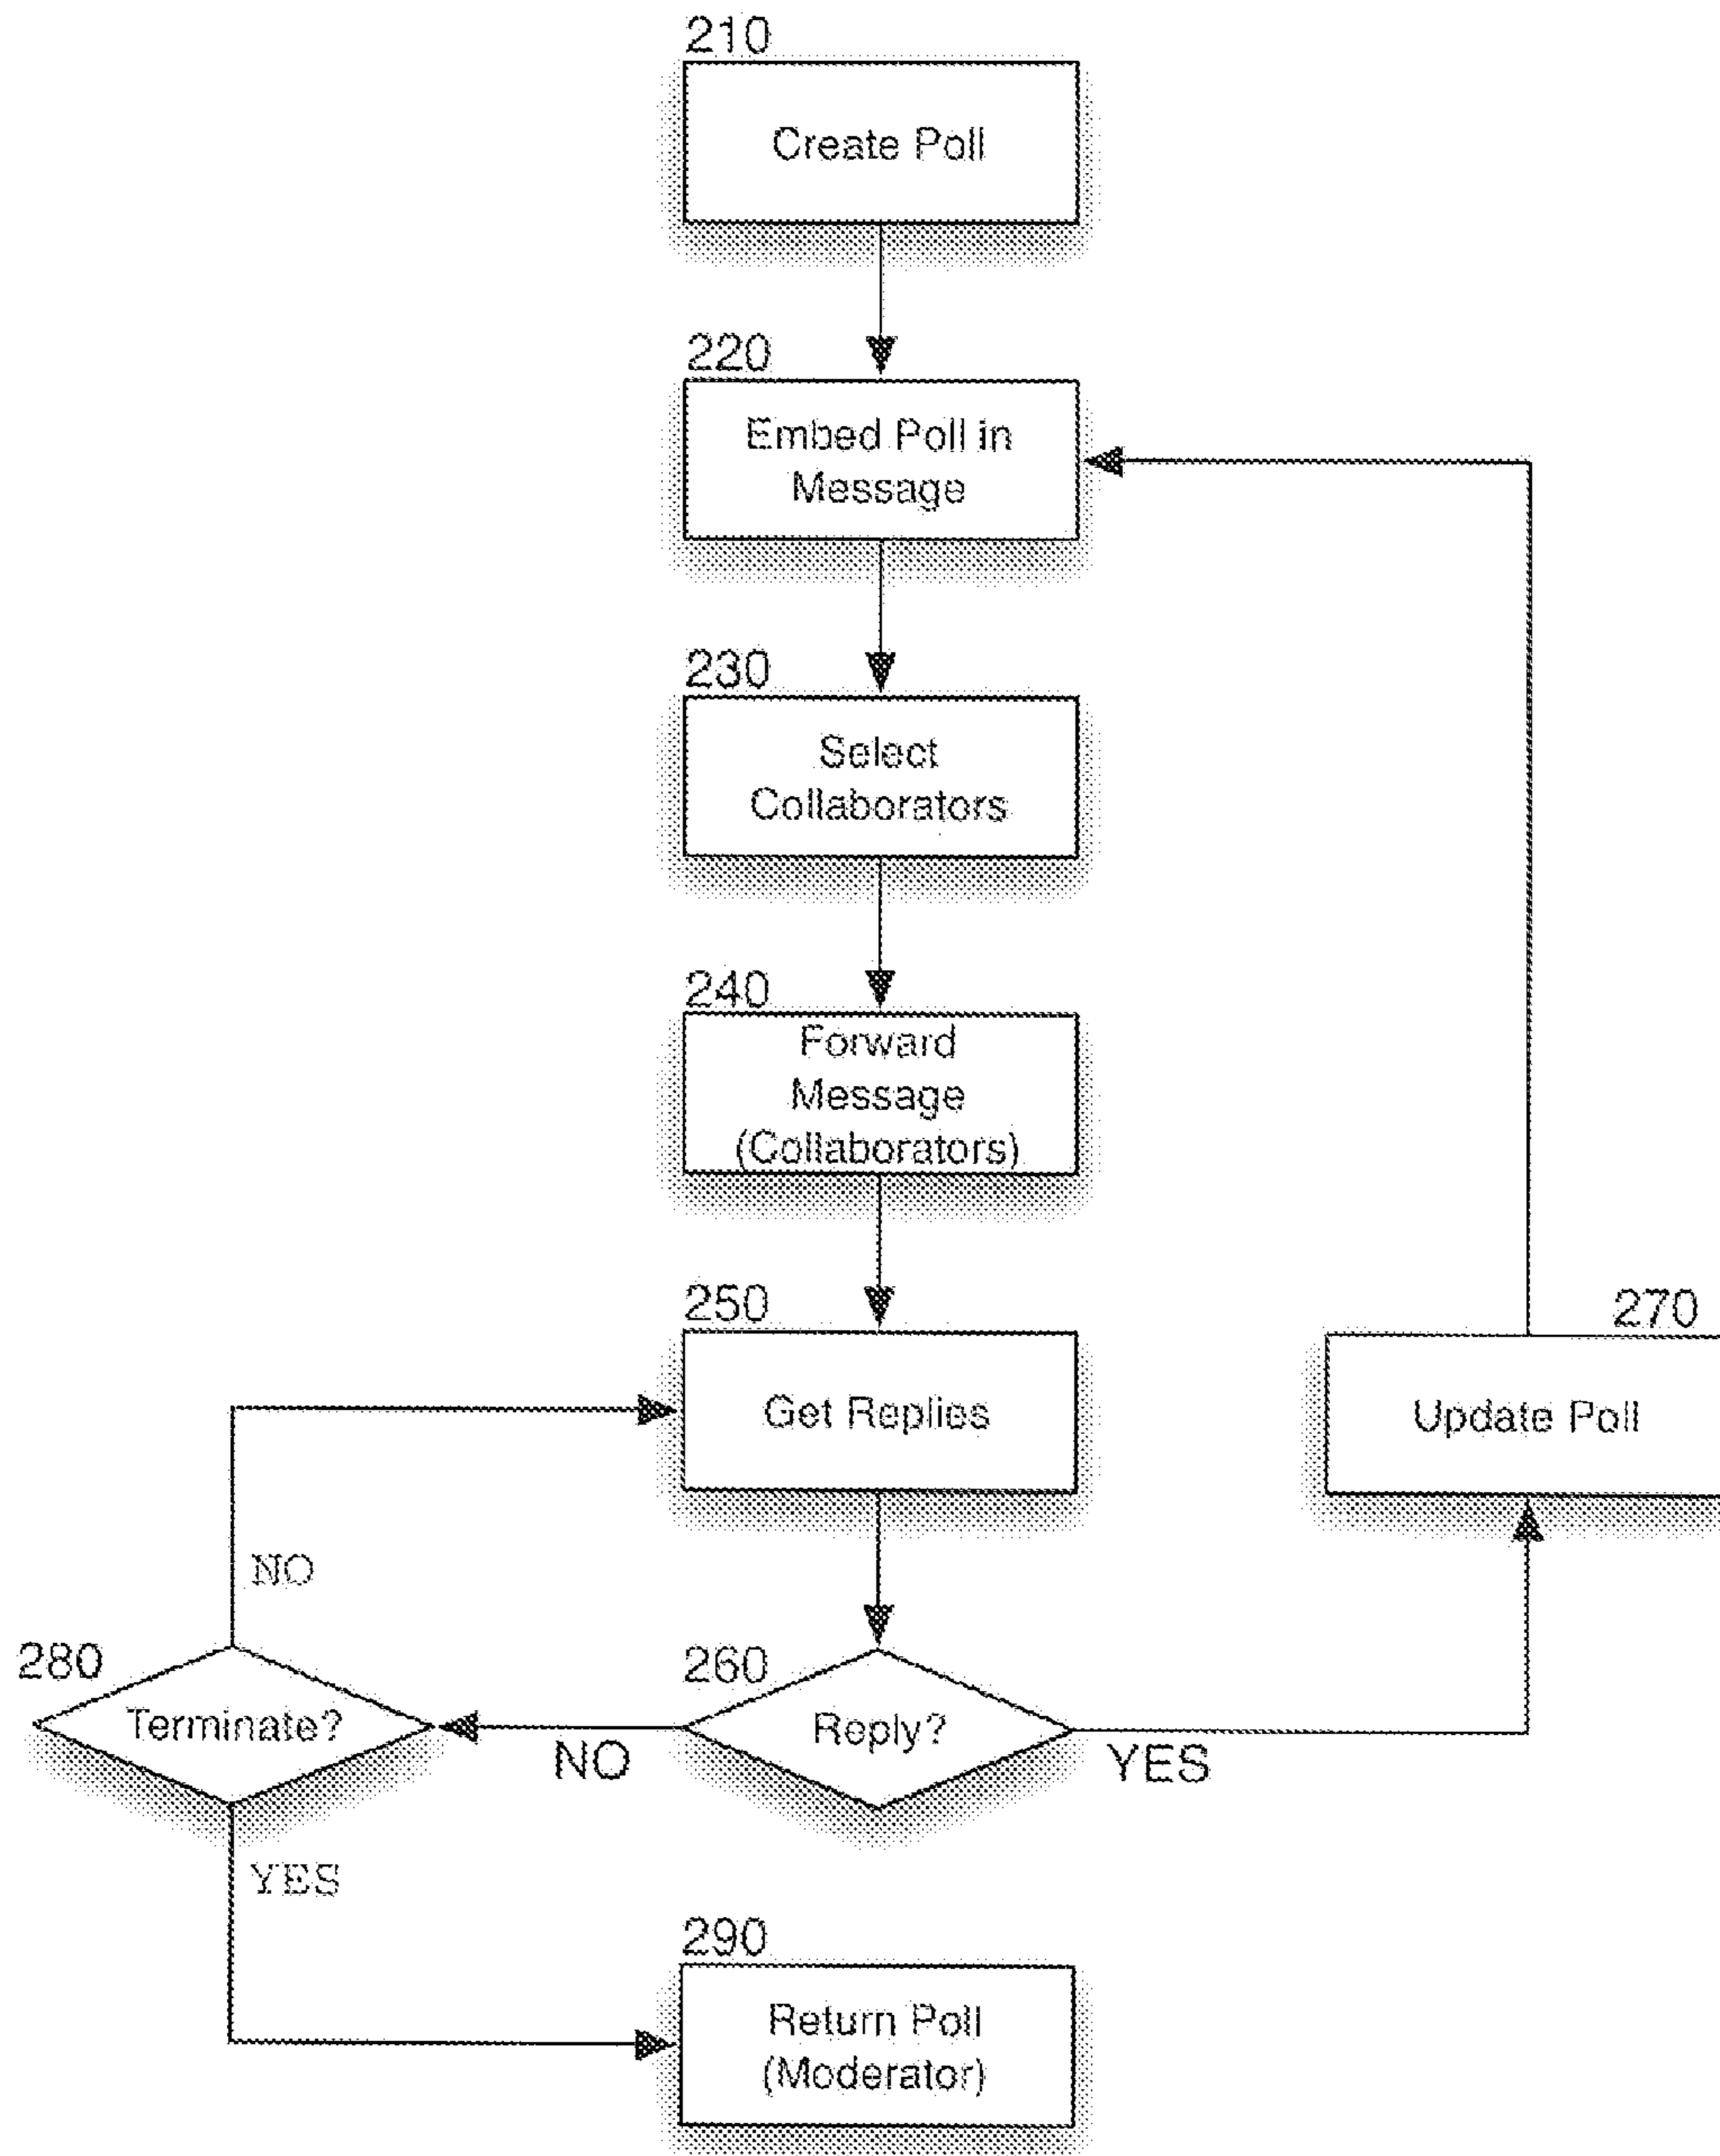 210
Create Poll
220
Embed Poll in
Message
230
Select
Collaborators
240
Forward
Message
(Collaborators)
250
Get Replies
270
Update Poll
NO
280
Terminate?
260
Reply?
NO
YES
YES
290
Return Poll
(Moderator)